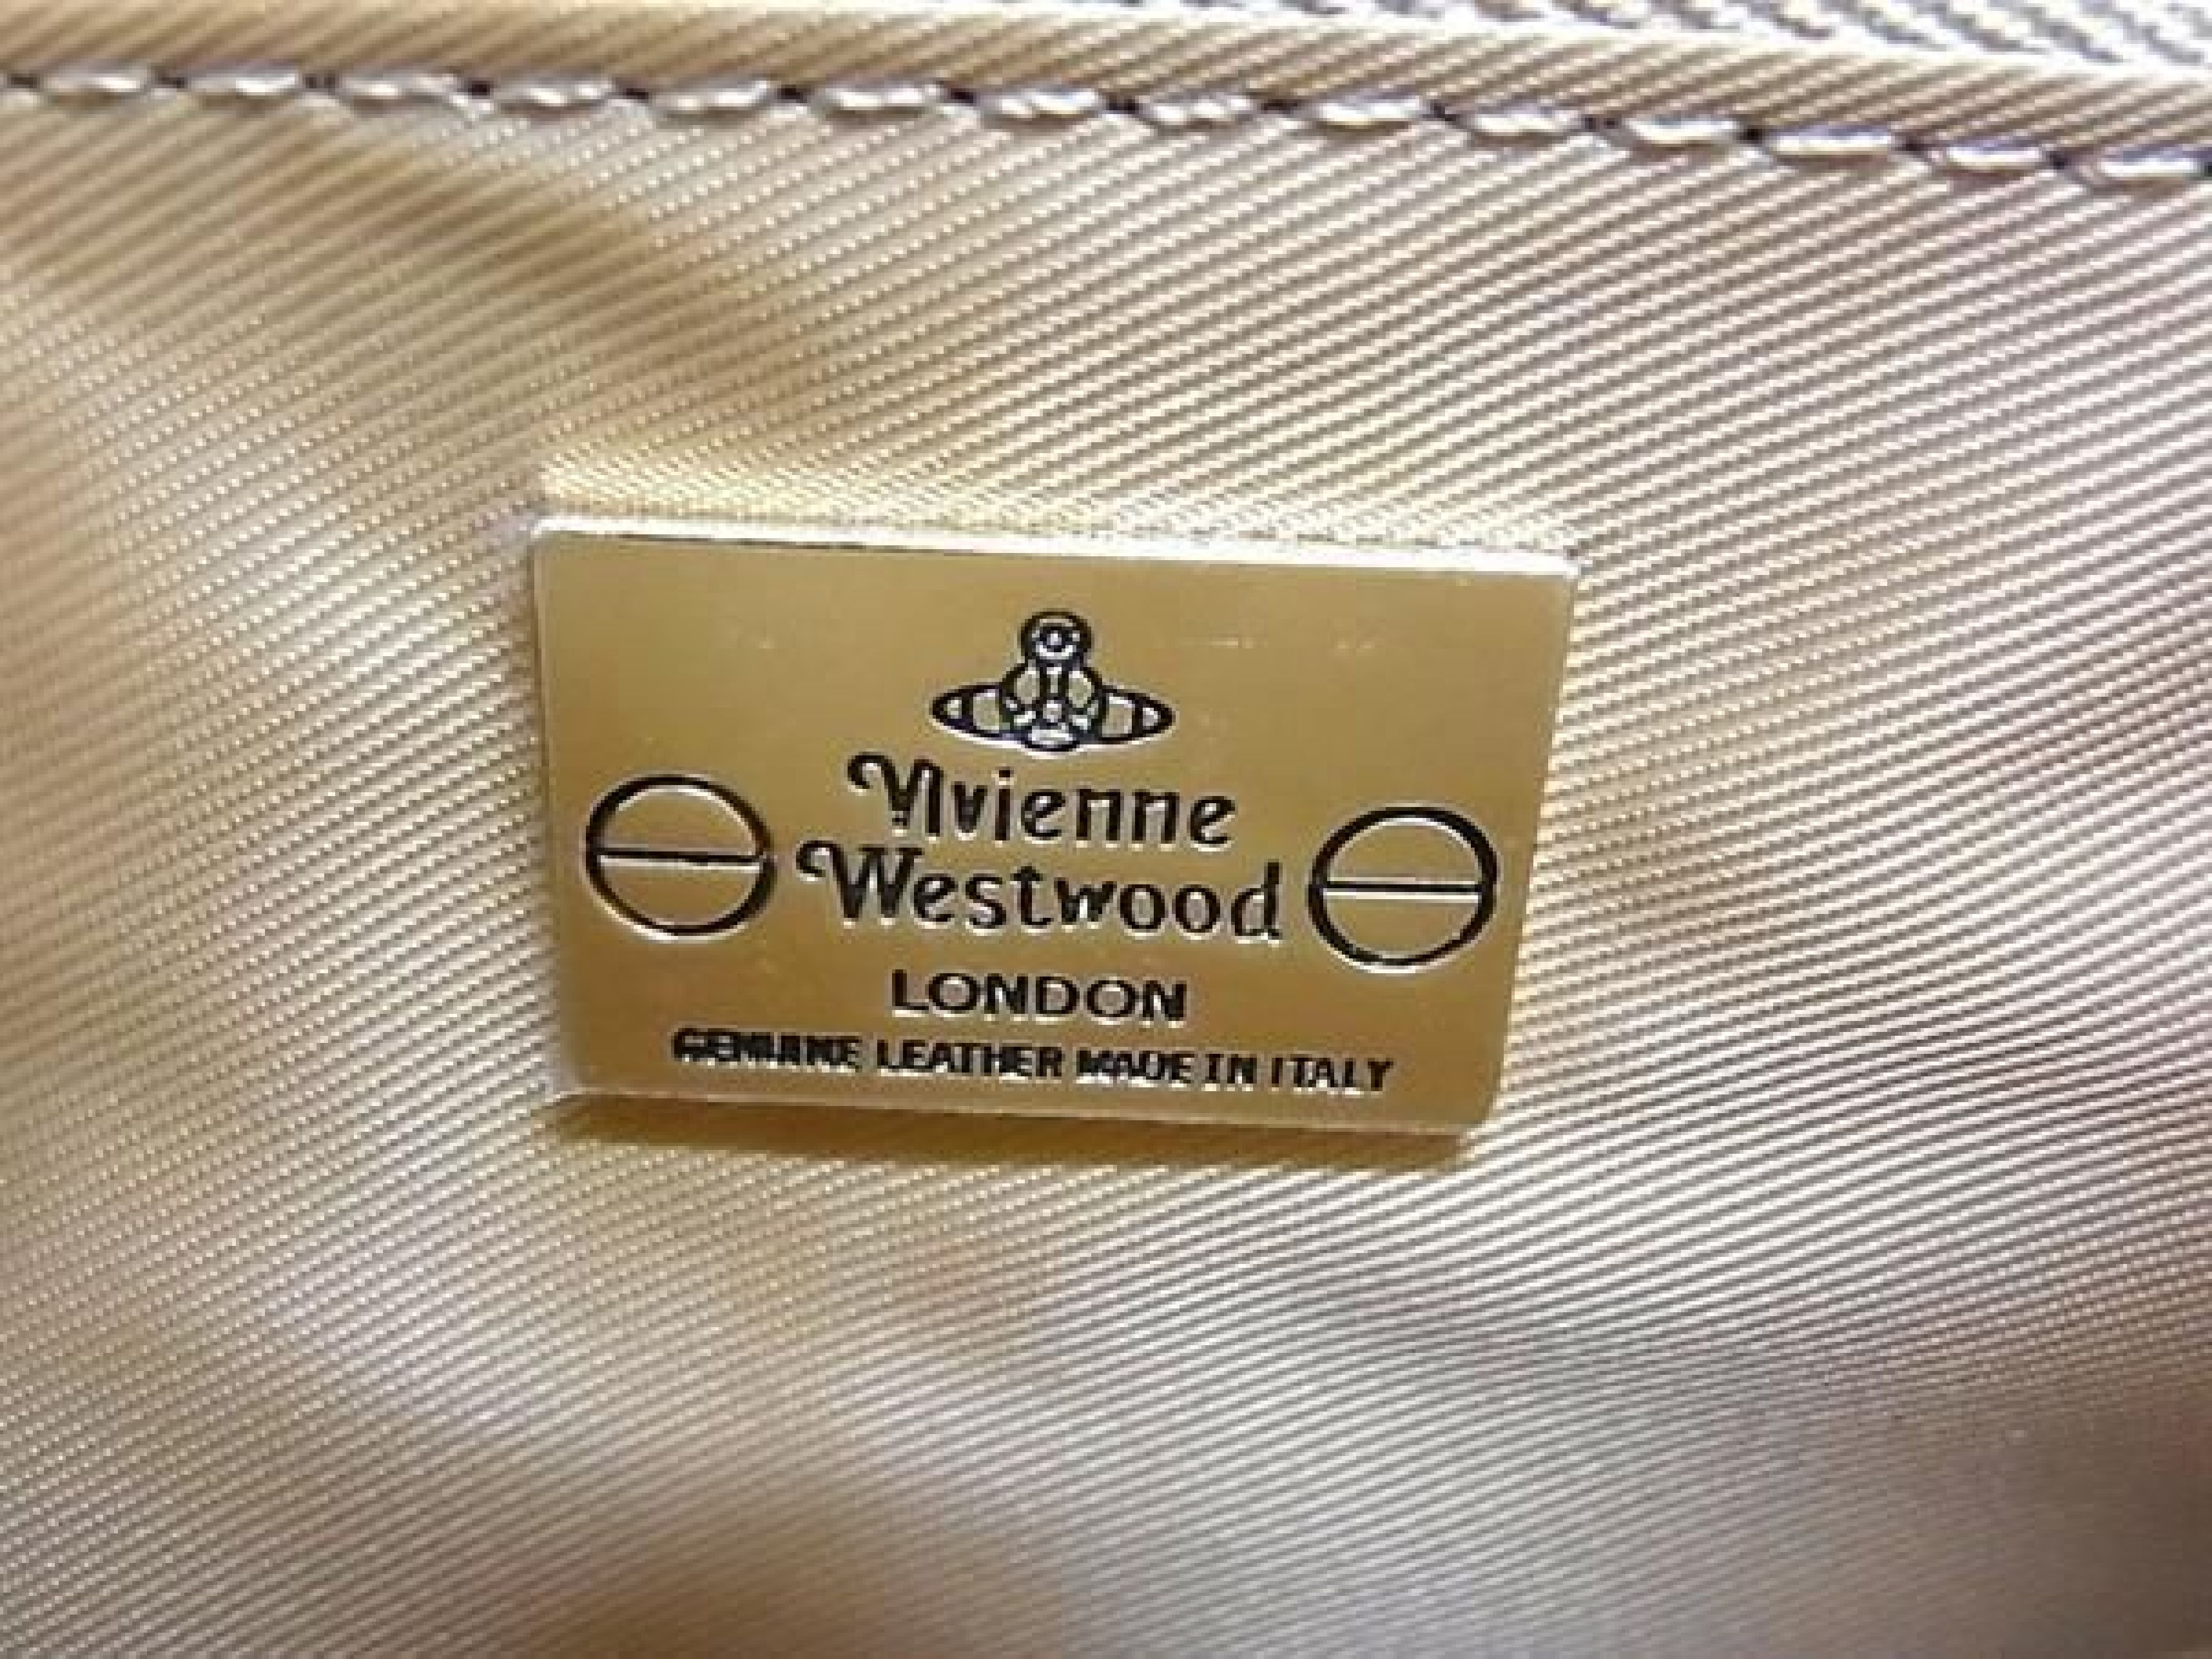 Vivienne
Westwood
LONDON
GENUINE LEATHER MADE IN ITALY